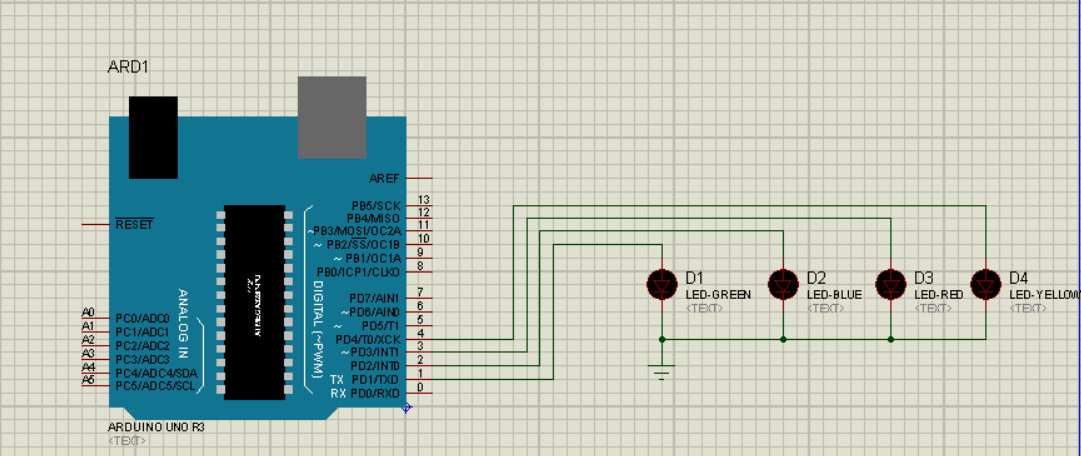 ARD1
AREF
RESET
PB5/SCK 13
PB4/MISO 12
~PB3/MOSI/OC2A 11
~ PB2/SS/OC1B 10
~ PB1/OC1A 9
PB0/ICP1/CLKO 8
PD7/AIN1 7
~PD6/AIN0 6
~ PD5/T1 5
PD4/T0/XCK 4
~PD3/INT1 3
PD2/INT0 2
TX PD1/TXD 1
RX PD0/RXD 0
DIGITAL (~PWM)
ANALOG IN
A0 PC0/ADC0
A1 PC1/ADC1
A2 PC2/ADC2
A3 PC3/ADC3
A4 PC4/ADC4/SDA
A5 PC5/ADC5/SCL
ARDUINO UNO R3
<TEXT>
D1
LED-GREEN
<TEXT>
D2
LED-BLUE
<TEXT>
D3
LED-RED
<TEXT>
D4
LED-YELLOW
<TEXT>